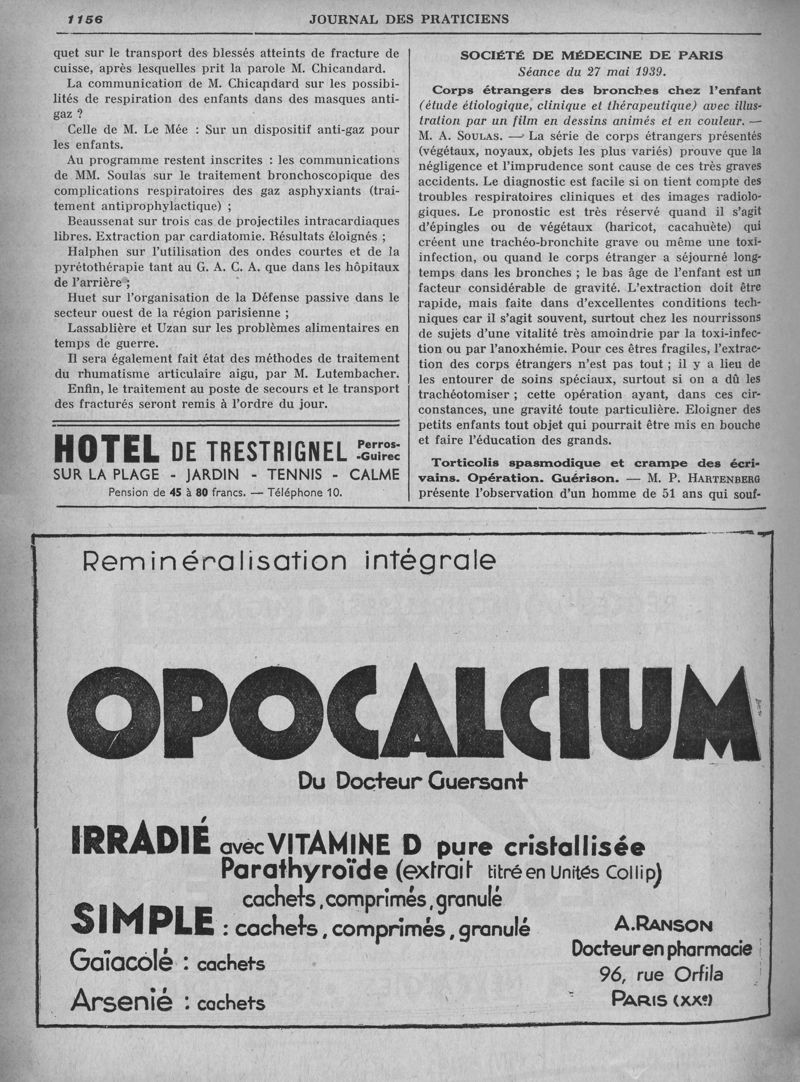 1156
JOURNAL DES PRATICIENS
quet sur le transport des blessés atteints de fracture de
cuisse, après lesquelles prit la parole M. Chicandard.
La communication de M. Chicandard sur les possibi-
lités de respiration des enfants dans des masques anti-
gaz ?
Celle de M. Le Mée : Sur un dispositif anti-gaz pour
les enfants.
Au programme restent inscrites : les communications
de MM. Soulas sur le traitement bronchoscopique des
complications respiratoires des gaz asphyxiants (trai-
tement antiprophylactique) ;
Beaussenat sur trois cas de projectiles intracardiaques
libres. Extraction par cardiatomie. Résultats éloignés ;
Halphen sur l'utilisation des ondes courtes et de la
pyrétothérapie tant au G. A. C. A. que dans les hôpitaux
de l'arrière ;
Huet sur l'organisation de la Défense passive dans le
secteur ouest de la région parisienne ;
Lassablière et Uzan sur les problèmes alimentaires en
temps de guerre.
Il sera également fait état des méthodes de traitement
du rhumatisme articulaire aigu, par M. Lutembacher.
Enfin, le traitement au poste de secours et le transport
des fracturés seront remis à l'ordre du jour.
HOTEL DE TRESTRIGNEL Perros-
-Guirec
SUR LA PLAGE - JARDIN - TENNIS - CALME
Pension de 45 à 80 francs. — Téléphone 10.
SOCIÉTÉ DE MÉDECINE DE PARIS
Séance du 27 mai 1939.
Corps étrangers des bronches chez l'enfant
(étude étiologique, clinique et thérapeutique) avec illus-
tration par un film en dessins animés et en couleur. —
M. A. SOULAS. — La série de corps étrangers présentés
(végétaux, noyaux, objets les plus variés) prouve que la
négligence et l'imprudence sont cause de ces très graves
accidents. Le diagnostic est facile si on tient compte des
troubles respiratoires cliniques et des images radiolo-
giques. Le pronostic est très réservé quand il s'agit
d'épingles ou de végétaux (haricot, cacahuète) qui
créent une trachéo-bronchite grave ou même une toxi-
infection, ou quand le corps étranger a séjourné long-
temps dans les bronches ; le bas âge de l'enfant est un
facteur considérable de gravité. L'extraction doit être
rapide, mais faite dans d'excellentes conditions tech-
niques car il s'agit souvent, surtout chez les nourrissons
de sujets d'une vitalité très amoindrie par la toxi-infec-
tion ou par l'anoxhémie. Pour ces êtres fragiles, l'extrac-
tion des corps étrangers n'est pas tout ; il y a lieu de
les entourer de soins spéciaux, surtout si on a dû les
trachéotomiser ; cette opération ayant, dans ces cir-
constances, une gravité toute particulière. Eloigner des
petits enfants tout objet qui pourrait être mis en bouche
et faire l'éducation des grands.
Torticolis spasmodique et crampe des écri-
vains. Opération. Guérison. — M. P. HARTENBERG
présente l'observation d'un homme de 51 ans qui souf-
Reminéralisation intégrale
OPOCALCIUM
Du Docteur Guersant
IRRADIÉ avec VITAMINE D pure cristallisée
Parathyroïde (extrait titré en Unités Collip)
cachets, comprimés, granulé
SIMPLE : cachets, comprimés, granulé
Gaïacolé : cachets
Arsenié : cachets
A. RANSON
Docteur en pharmacie
96, rue Orfila
PARIS (XXe)